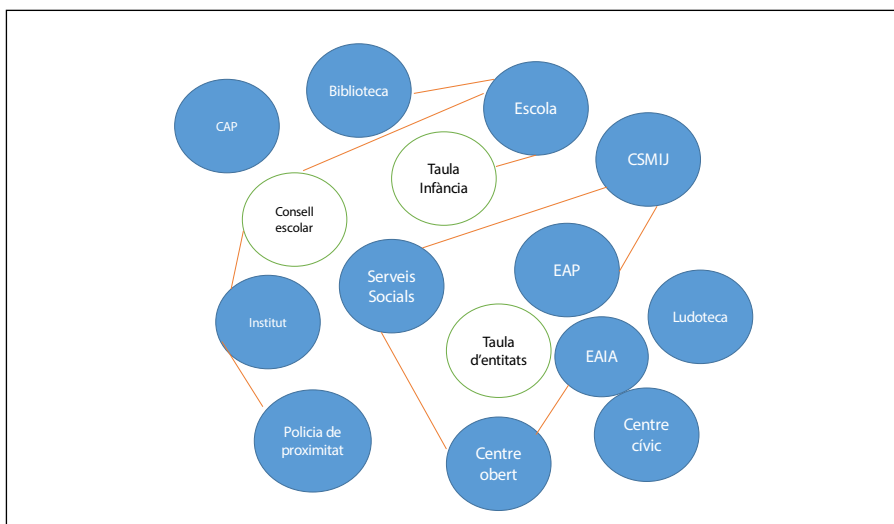 Biblioteca
Escola
CAP
CSMIJ
Taula
Infància
Consell
escolar
EAP
Serveis
Socials
Ludoteca
Institut
Taula
d'entitats
EAIA
Centre
cívic
Policia de
proximitat
Centre
obert